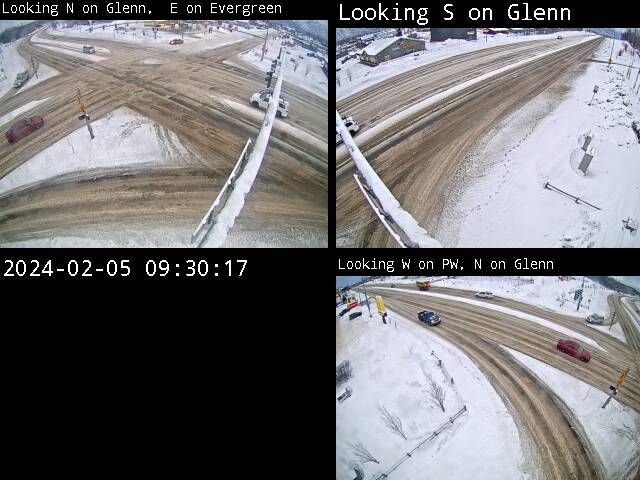 Looking N on Glenn,  E on Evergreen
Looking S on Glenn
2024-02-05 09:30:17
Looking W on PW, N on Glenn